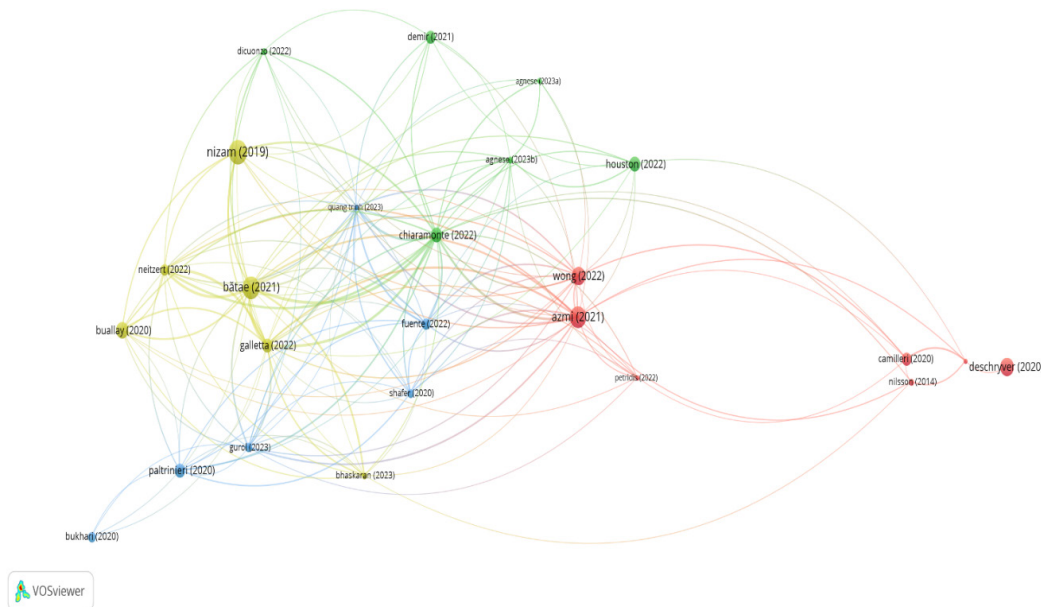 demir (2021)
dicuonzo (2022)
agnese (2023a)
nizam (2019)
agnese (2023b)
houston (2022)
quang trinh (2023)
chiaramonte (2022)
neitzert (2022)
wong (2022)
bătae (2021)
azmi (2021)
fuente (2022)
buallay (2020)
galletta (2022)
camilleri (2020)
deschryver (2020
petridis (2022)
nilsson (2014)
shafer (2020)
gurol (2023)
paltrinieri (2020)
bhaskaran (2023)
bukhari (2020)
VOSviewer